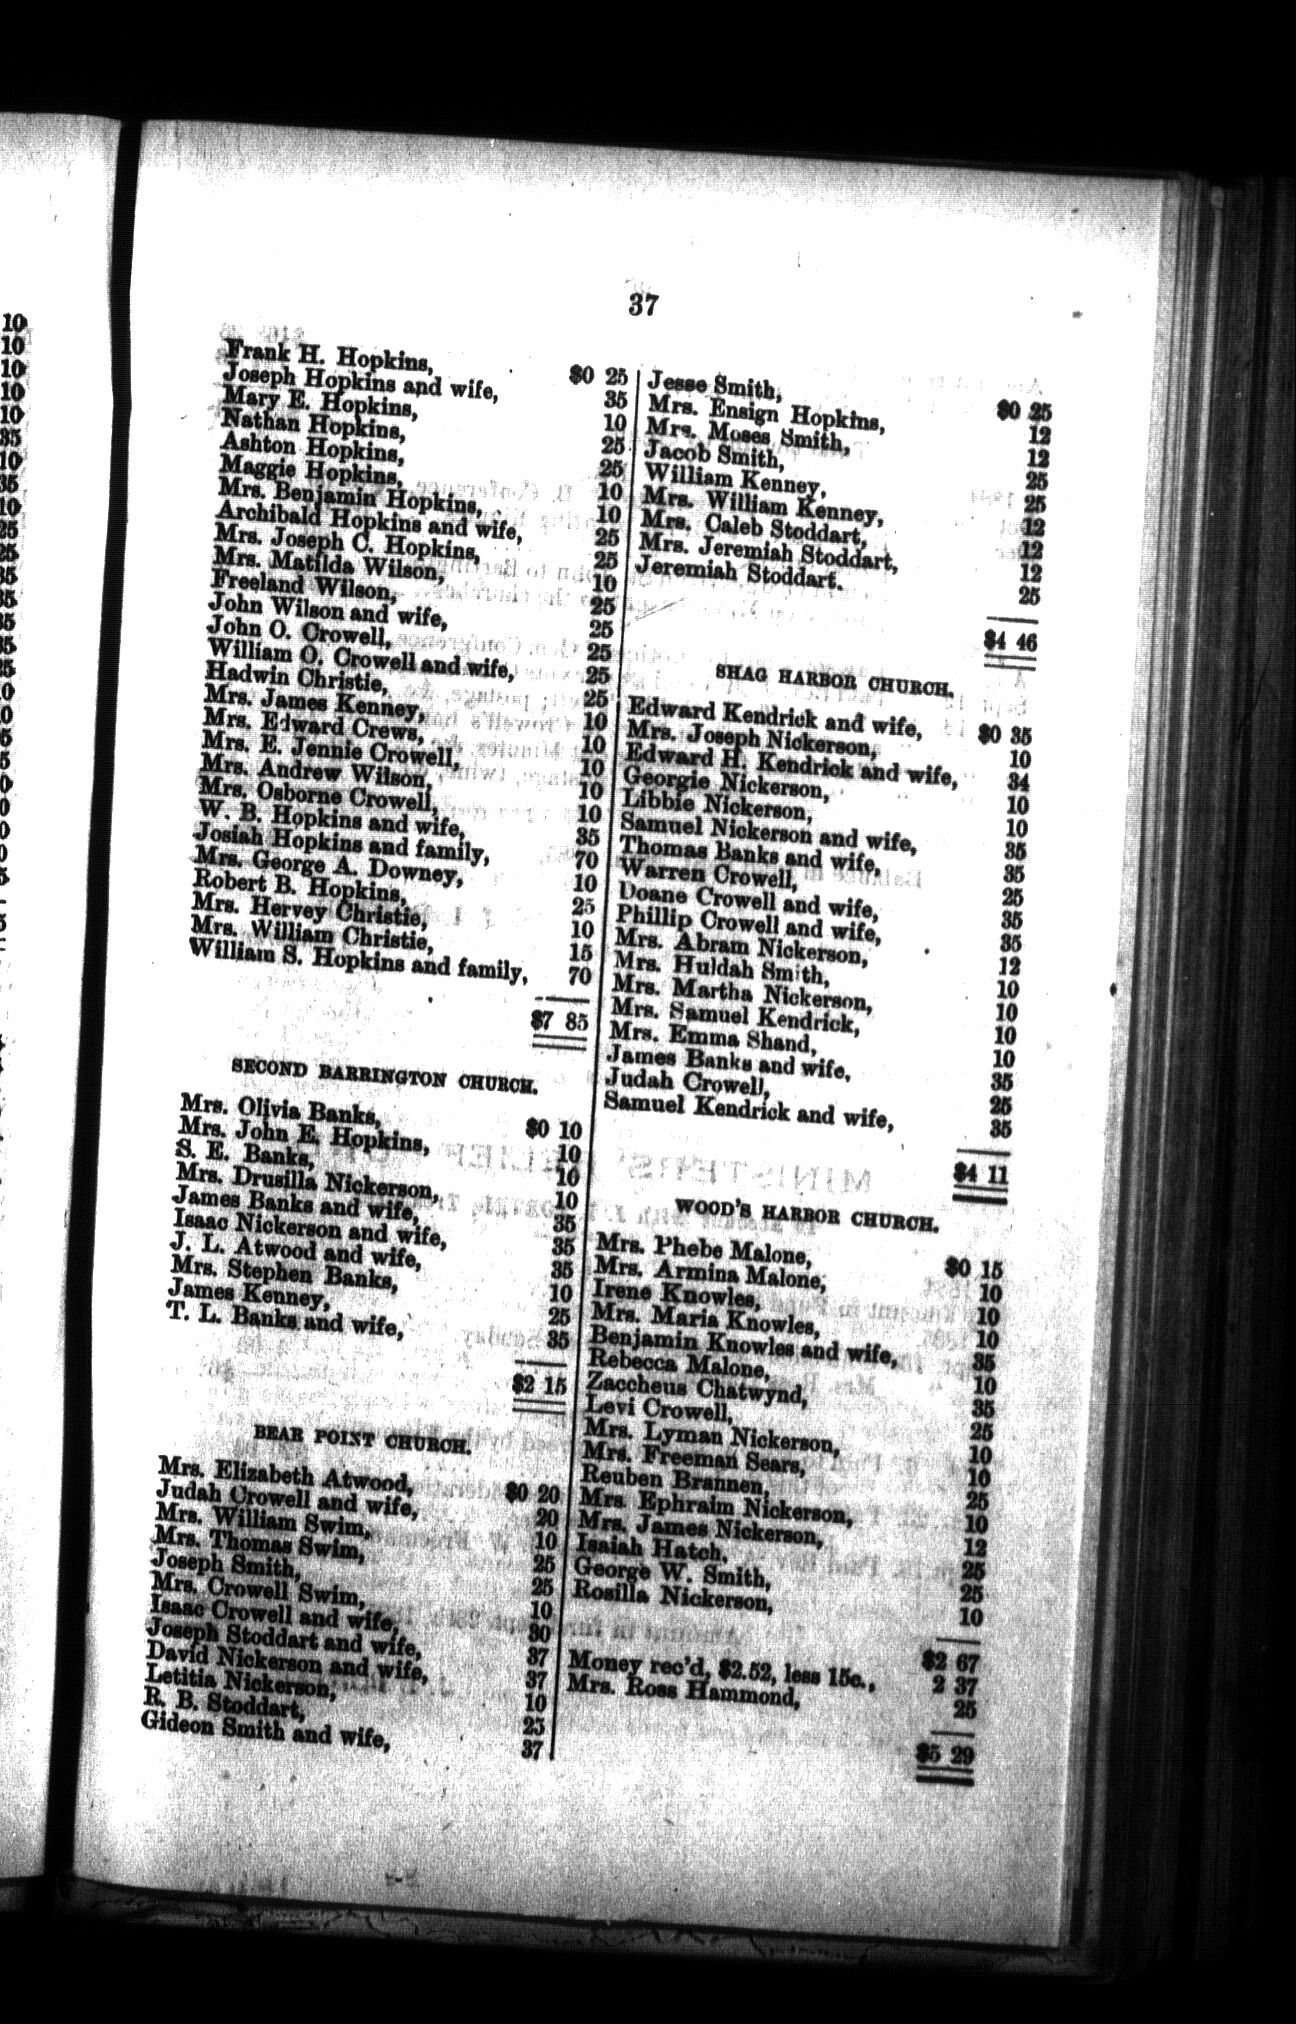 37
Frank H. Hopkins, $0 25
Joseph Hopkins and wife, 35
Mary E. Hopkins, 10
Nathan Hopkins, 25
Ashton Hopkins, 25
Maggie Hopkins, 10
Mrs. Benjamin Hopkins, 10
Archibald Hopkins and wife, 25
Mrs. Joseph C. Hopkins, 25
Mrs. Matilda Wilson, 10
Freeland Wilson, 25
John Wilson and wife, 25
John O. Crowell, 25
William O. Crowell and wife, 25
Hadwin Christie, 25
Mrs. James Kenney, 10
Mrs. Edward Crews, 10
Mrs. E. Jennie Crowell, 10
Mrs. Andrew Wilson, 10
Mrs. Osborne Crowell, 10
W. B. Hopkins and wife, 35
Josiah Hopkins and family, 70
Mrs. George A. Downey, 10
Robert B. Hopkins, 25
Mrs. Hervey Christie, 10
Mrs. William Christie, 15
William S. Hopkins and family, 70
$7 85
SECOND BARRINGTON CHURCH.
Mrs. Olivia Banks, $0 10
Mrs. John E. Hopkins, 10
S. E. Banks, 10
Mrs. Drusilla Nickerson, 10
James Banks and wife, 35
Isaac Nickerson and wife, 35
J. L. Atwood and wife, 35
Mrs. Stephen Banks, 10
James Kenney, 25
T. L. Banks and wife, 35
$2 15
BEAR POINT CHURCH.
Mrs. Elizabeth Atwood, $0 20
Judah Crowell and wife, 20
Mrs. William Swim, 10
Mrs. Thomas Swim, 25
Joseph Smith, 25
Mrs. Crowell Swim, 10
Isaac Crowell and wife, 30
Joseph Stoddart and wife, 37
David Nickerson and wife, 37
Letitia Nickerson, 10
R. B. Stoddart, 25
Gideon Smith and wife, 37
Jesse Smith, $0 25
Mrs. Ensign Hopkins, 12
Mrs. Moses Smith, 12
Jacob Smith, 25
William Kenney, 25
Mrs. William Kenney, 12
Mrs. Caleb Stoddart, 12
Mrs. Jeremiah Stoddart, 12
Jeremiah Stoddart. 25
$4 46
SHAG HARBOR CHURCH.
Edward Kendrick and wife, $0 35
Mrs. Joseph Nickerson, 10
Edward H. Kendrick and wife, 34
Georgie Nickerson, 10
Libbie Nickerson, 10
Samuel Nickerson and wife, 35
Thomas Banks and wife, 35
Warren Crowell, 25
Doane Crowell and wife, 35
Phillip Crowell and wife, 35
Mrs. Abram Nickerson, 12
Mrs. Huldah Smith, 10
Mrs. Martha Nickerson, 10
Mrs. Samuel Kendrick, 10
Mrs. Emma Shand, 10
James Banks and wife, 35
Judah Crowell, 25
Samuel Kendrick and wife, 35
$4 11
WOOD'S HARBOR CHURCH.
Mrs. Phebe Malone, $0 15
Mrs. Armina Malone, 10
Irene Knowles, 10
Mrs. Maria Knowles, 10
Benjamin Knowles and wife, 35
Rebecca Malone, 10
Zaccheus Chatwynd, 35
Levi Crowell, 25
Mrs. Lyman Nickerson, 10
Mrs. Freeman Sears, 10
Reuben Brannen, 25
Mrs. Ephraim Nickerson, 10
Mrs. James Nickerson, 12
Isaiah Hatch. 25
George W. Smith, 25
Rosilla Nickerson, 10
$2 67
Money rec'd, $2.52, less 15c., 2 37
Mrs. Ross Hammond, 25
$5 29